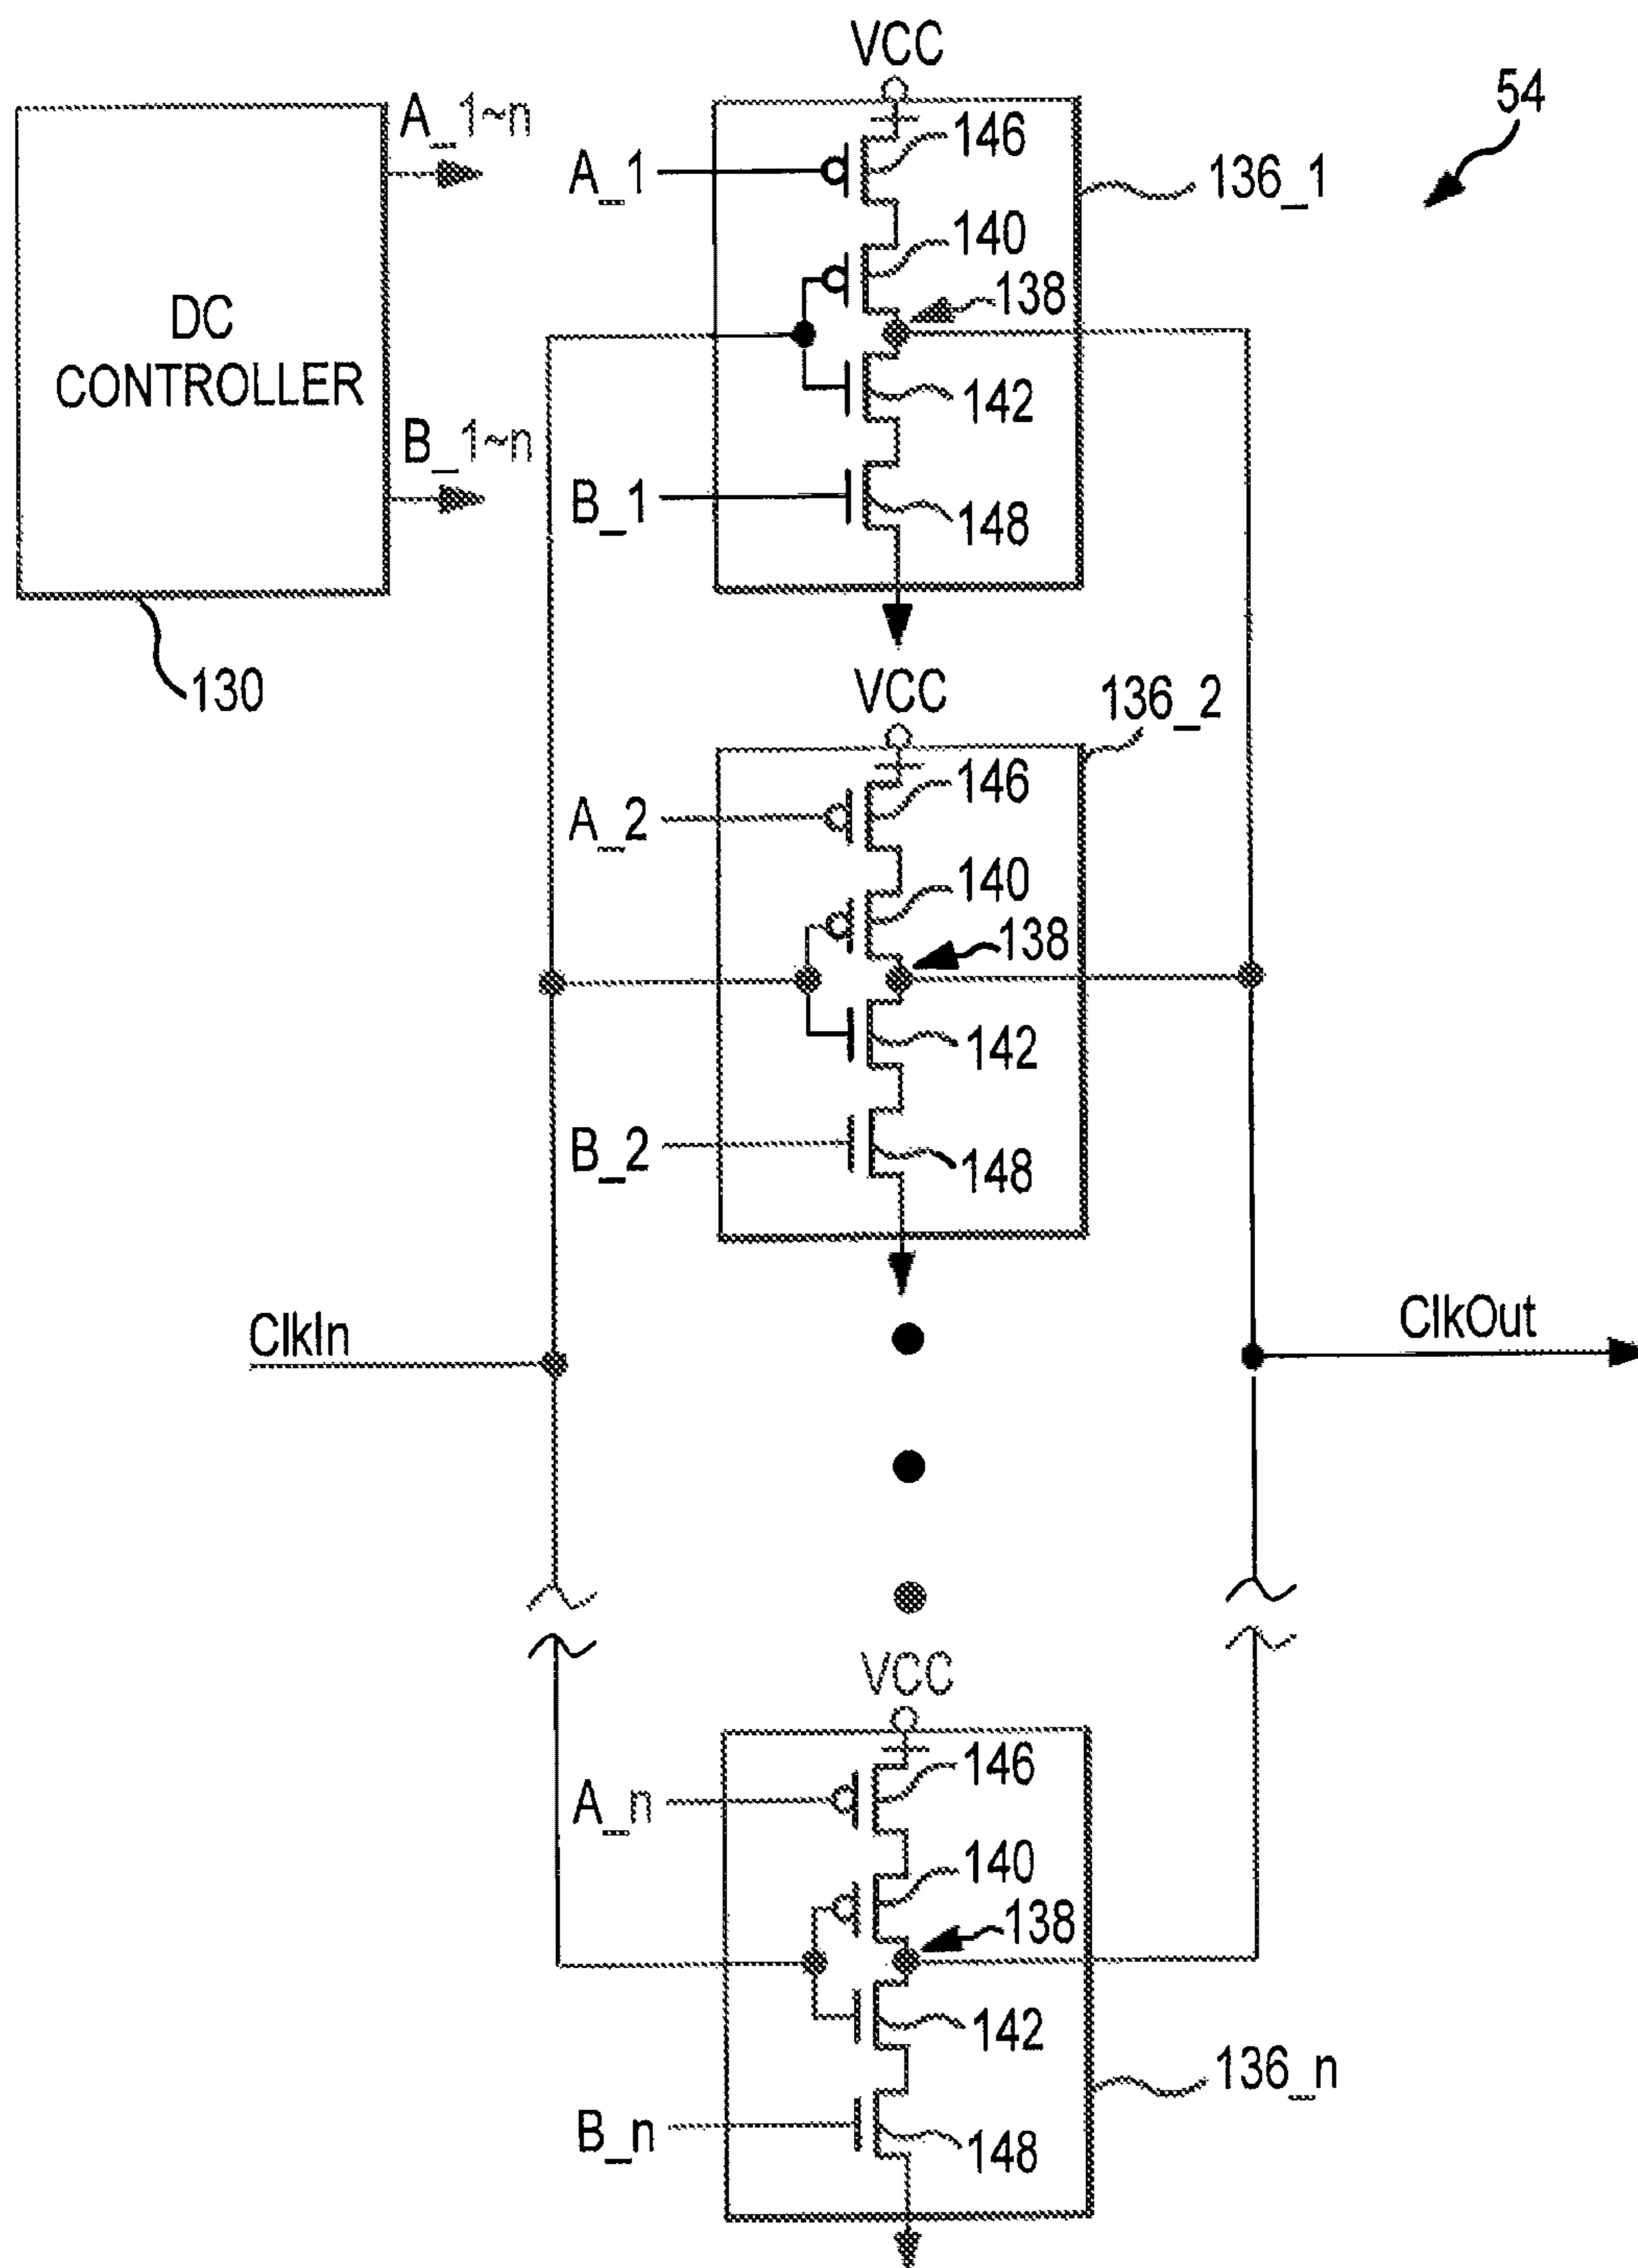 VCC
54
A_1~n
146
A_1
136_1
140
138
DC
CONTROLLER
142
B_1~n
B_1
148
130
VCC
136_2
146
A_2
140
138
142
B_2
148
ClkIn
ClkOut
VCC
146
A_n
140
138
142
136_n
B_n
148